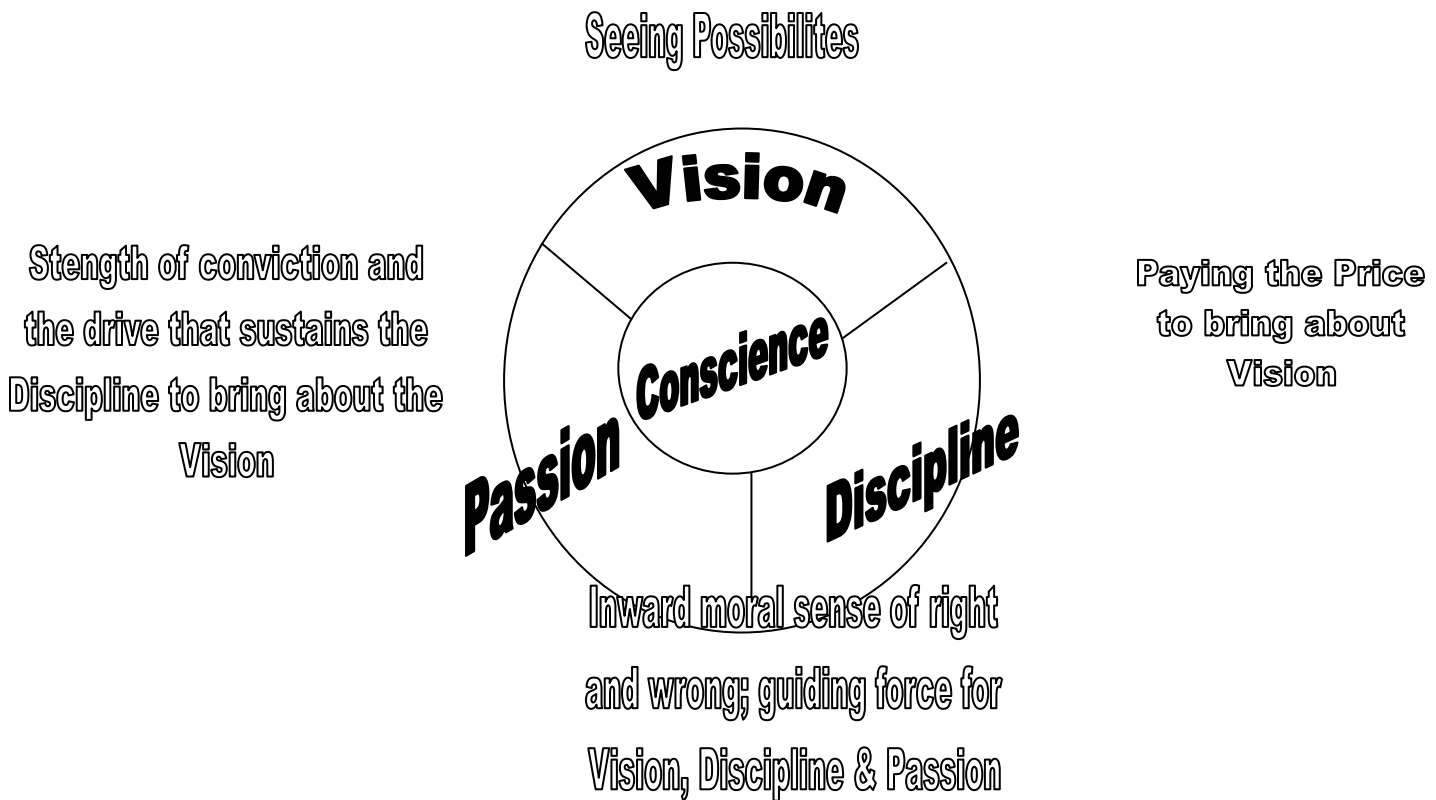 Seeing Possibilites
Vision
Stength of conviction and
the drive that sustains the
Discipline to bring about the
Vision
Paying the Price
to bring about
Vision
Conscience
Passion
Discipline
Inward moral sense of right
and wrong; guiding force for
Vision, Discipline & Passion